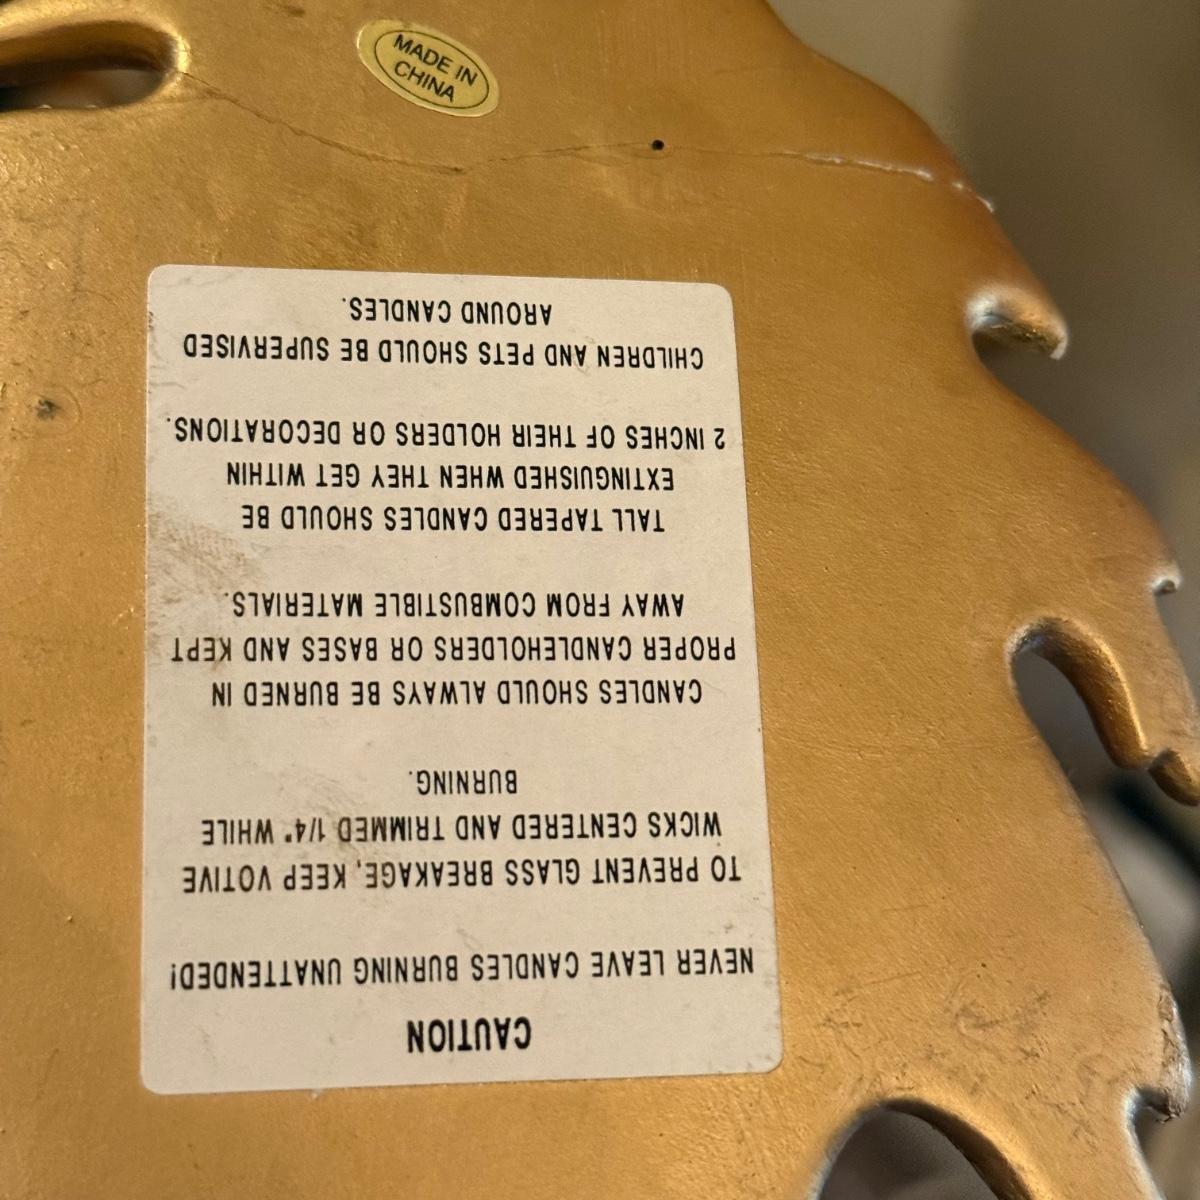 MADE IN
CHINA
CAUTION
NEVER LEAVE CANDLES BURNING UNATTENDED!
TO PREVENT GLASS BREAKAGE, KEEP VOTIVE
WICKS CENTERED AND TRIMMED 1/4" WHILE
BURNING.
CANDLES SHOULD ALWAYS BE BURNED IN
PROPER CANDLEHOLDERS OR BASES AND KEPT
AWAY FROM COMBUSTIBLE MATERIALS.
TALL TAPERED CANDLES SHOULD BE
EXTINGUISHED WHEN THEY GET WITHIN
2 INCHES OF THEIR HOLDERS OR DECORATIONS.
CHILDREN AND PETS SHOULD BE SUPERVISED
AROUND CANDLES.